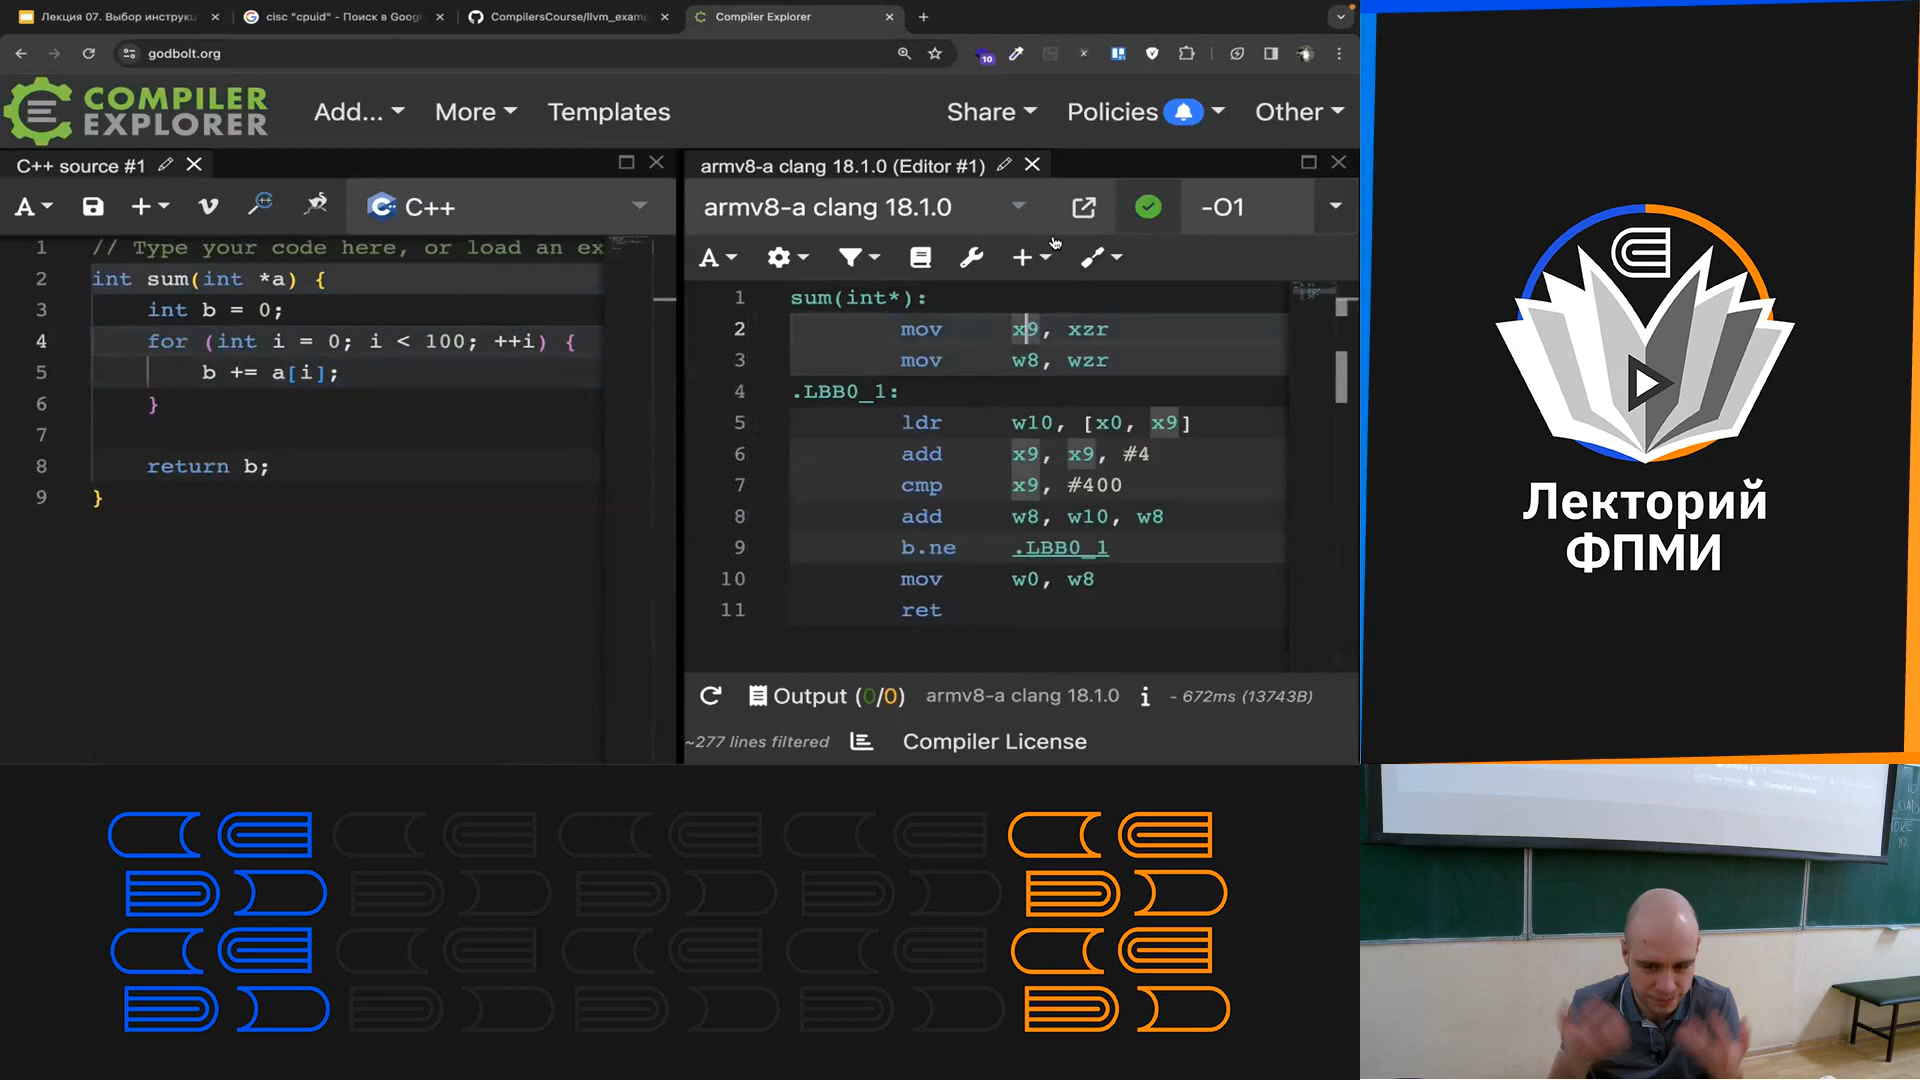 Лекция 07. Выбор инструкц
cisc "cpuid" - Поиск в Goog
CompilersCourse/llvm_exam
Compiler Explorer
godbolt.org
10
COMPILER
EXPLORER
Add...
More
Templates
Share
Policies
Other
C++ source #1
C++
1 // Type your code here, or load an ex
2 int sum(int *a) {
3 int b = 0;
4 for (int i = 0; i < 100; ++i) {
5 b += a[i];
6 }
7
8 return b;
9 }
armv8-a clang 18.1.0 (Editor #1)
armv8-a clang 18.1.0
-O1
1 sum(int*):
2 mov x9, xzr
3 mov w8, wzr
4 .LBB0_1:
5 ldr w10, [x0, x9]
6 add x9, x9, #4
7 cmp x9, #400
8 add w8, w10, w8
9 b.ne .LBB0_1
10 mov w0, w8
11 ret
Output (0/0) armv8-a clang 18.1.0 i - 672ms (13743B)
~277 lines filtered
Compiler License
Лекторий
ФПМИ
Compiler License